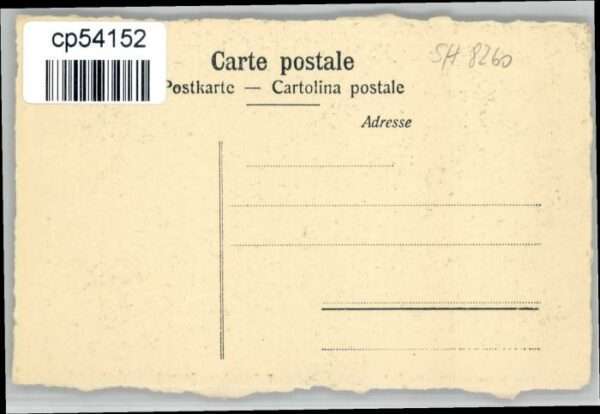 cp54152
Carte postale
SH 8260
Postkarte — Cartolina postale
Adresse